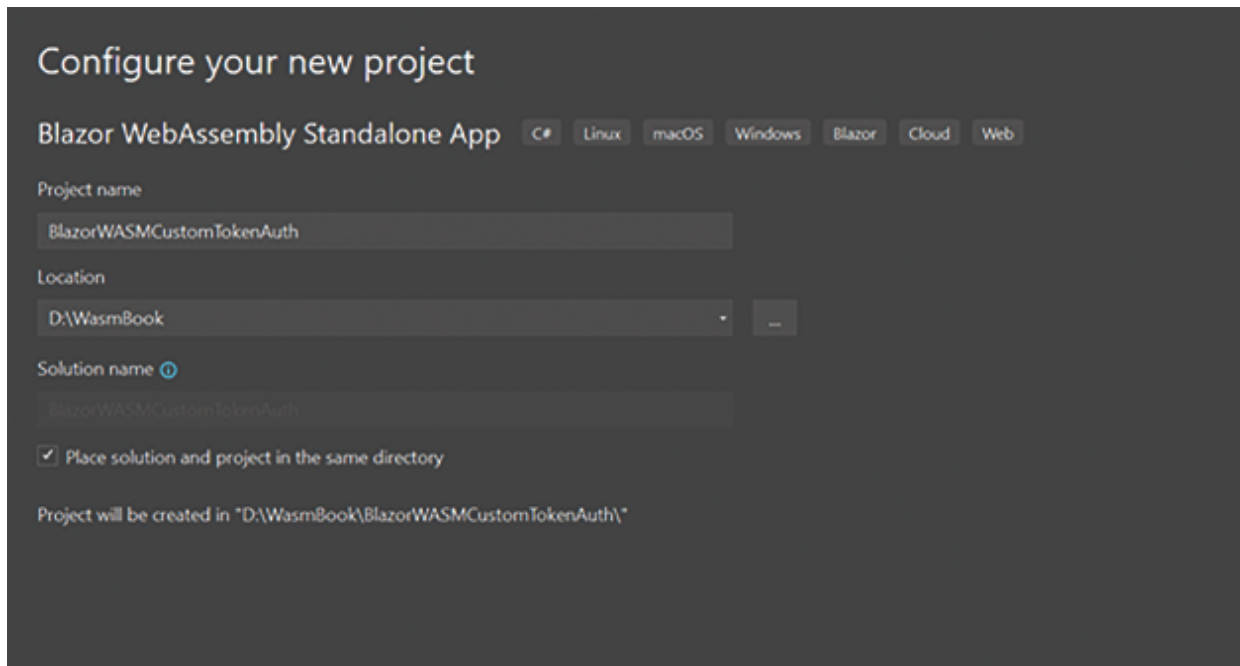 Configure your new project
Blazor WebAssembly Standalone App C# Linux macOS Windows Blazor Cloud Web
Project name
BlazorWASMCustomTokenAuth
Location
D:\WasmBook
...
Solution name
BlazorWASMCustomTokenAuth
Place solution and project in the same directory
Project will be created in "D:\WasmBook\BlazorWASMCustomTokenAuth\"